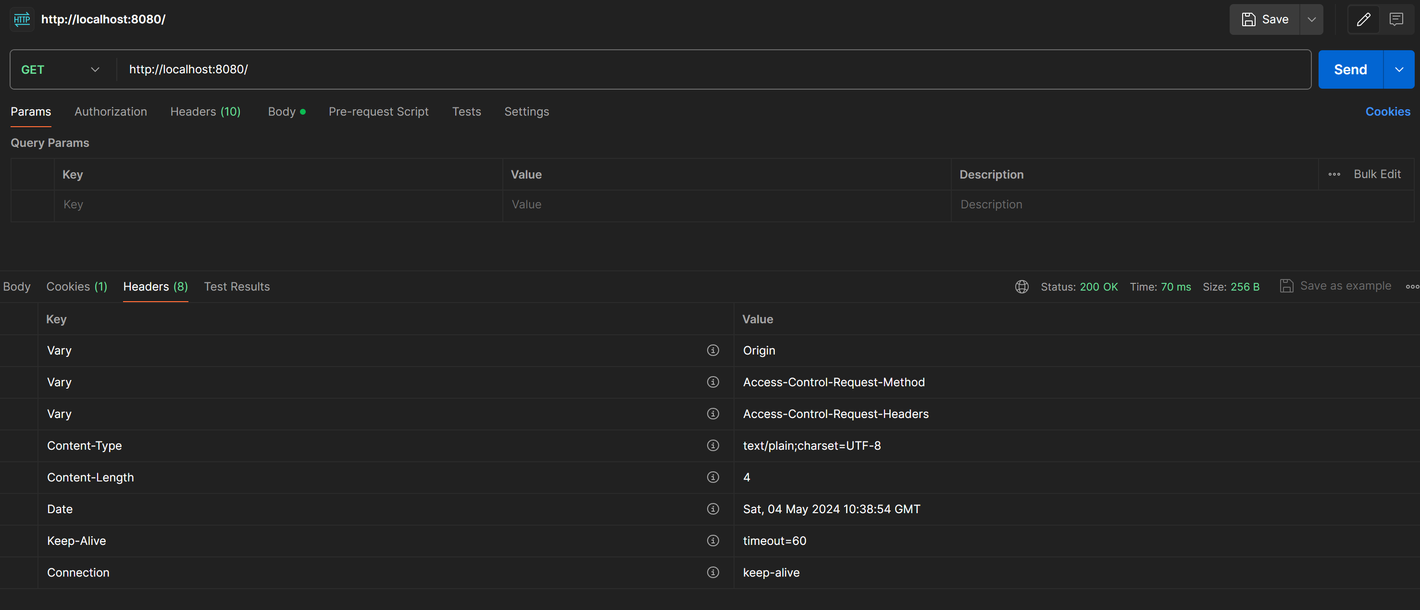 HTTP http://localhost:8080/ Save
GET http://localhost:8080/ Send
Params Authorization Headers (10) Body Pre-request Script Tests Settings Cookies
Query Params
Key Value Description Bulk Edit
Key Value Description
Body Cookies (1) Headers (8) Test Results Status: 200 OK Time: 70 ms Size: 256 B Save as example
Key Value
Vary Origin
Vary Access-Control-Request-Method
Vary Access-Control-Request-Headers
Content-Type text/plain;charset=UTF-8
Content-Length 4
Date Sat, 04 May 2024 10:38:54 GMT
Keep-Alive timeout=60
Connection keep-alive